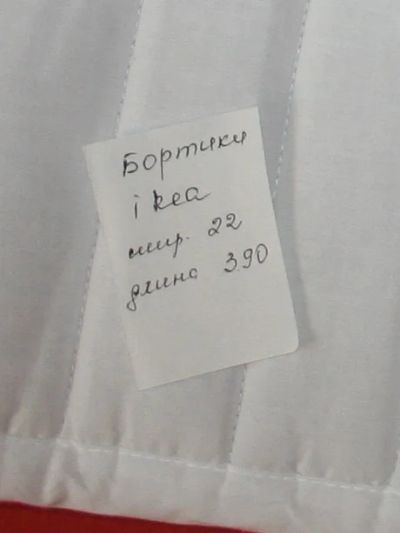 Бортики
ikea
шир. 22
длина 390